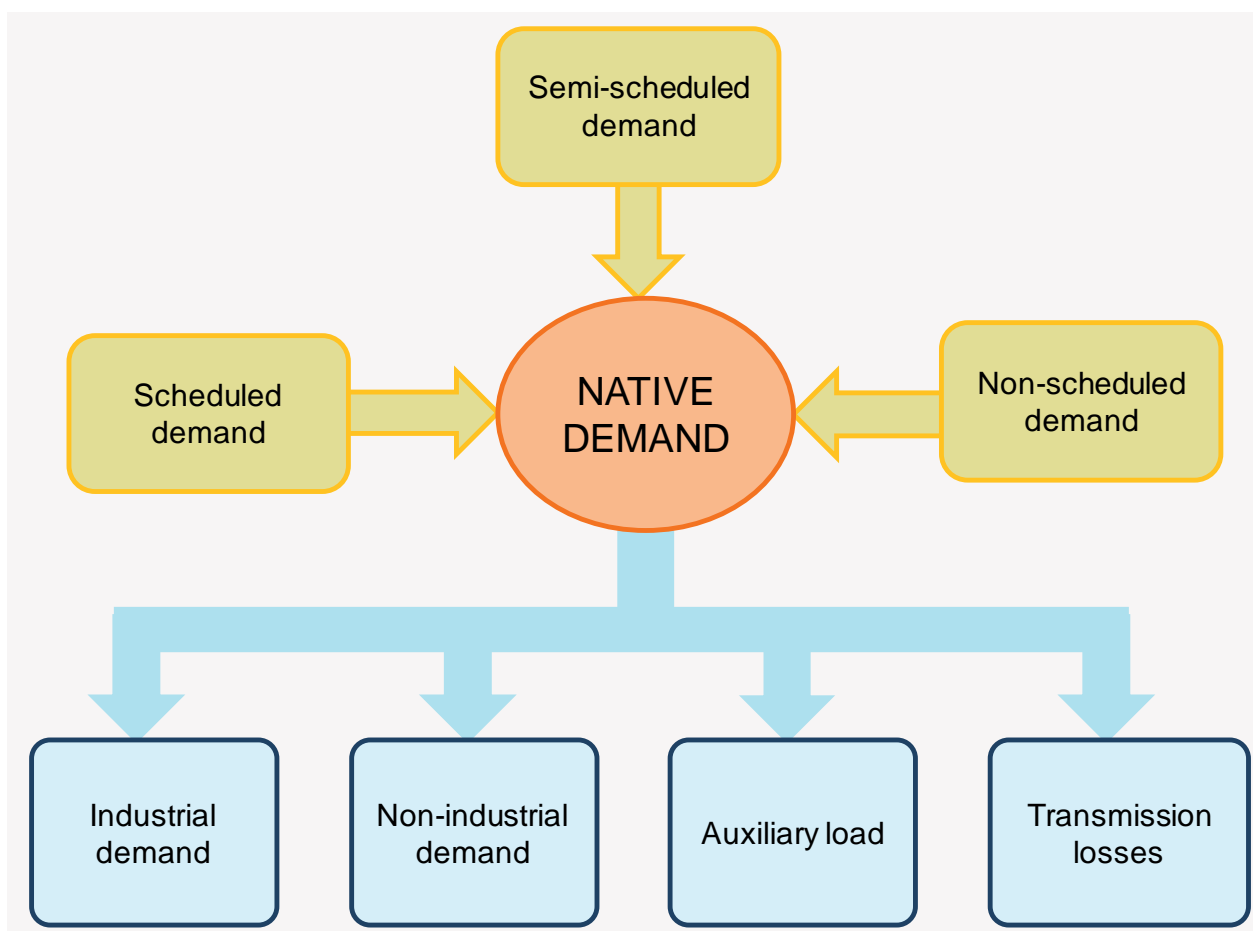 Semi-scheduled
demand
Scheduled
demand
NATIVE
DEMAND
Non-scheduled
demand
Industrial
demand
Non-industrial
demand
Auxiliary load
Transmission
losses